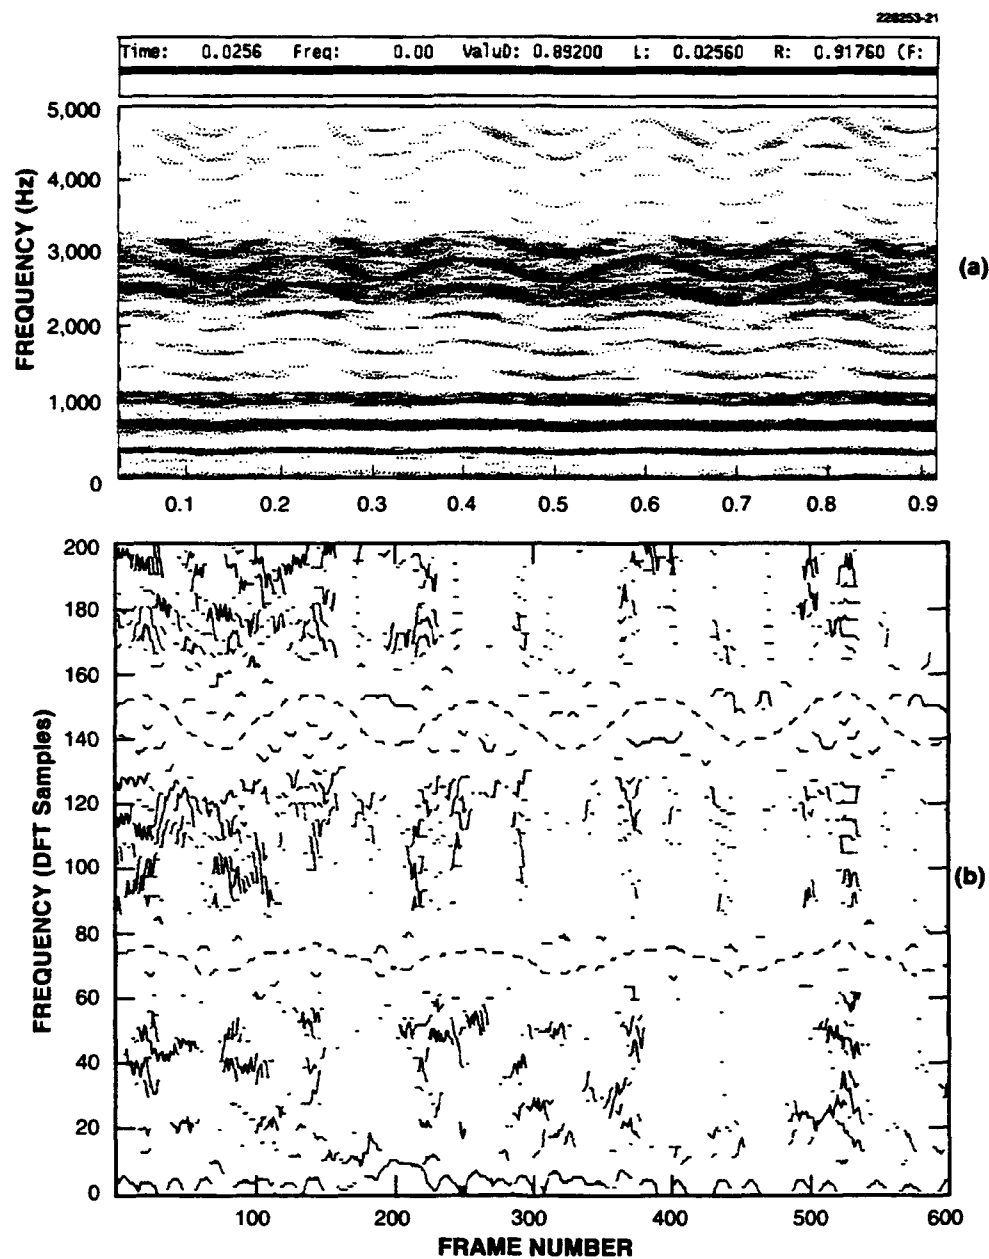 228253-21
Time: 0.0256 Freq: 0.00 ValuD: 0.89200 L: 0.02560 R: 0.91760 (F:
5,000
4,000
3,000
2,000
1,000
0
FREQUENCY (Hz)
(a)
0.1 0.2 0.3 0.4 0.5 0.6 0.7 0.8 0.9
200
180
160
140
120
100
80
60
40
20
0
FREQUENCY (DFT Samples)
(b)
100 200 300 400 500 600
FRAME NUMBER